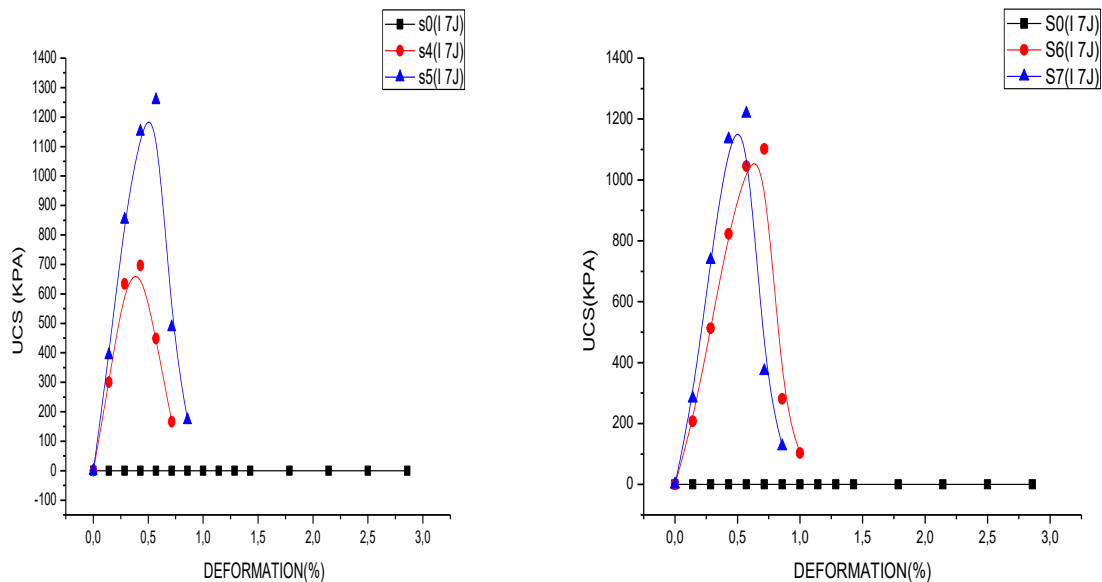 s0(I 7J)
s4(I 7J)
s5(I 7J)
1400
1300
1200
1100
1000
900
800
700
600
500
400
300
200
100
0
-100
UCS (KPA)
0,0 0,5 1,0 1,5 2,0 2,5 3,0
DEFORMATION(%)
S0(I 7J)
S6(I 7J)
S7(I 7J)
1400
1200
1000
800
600
400
200
0
UCS(KPA)
0,0 0,5 1,0 1,5 2,0 2,5 3,0
DEFORMATION(%)